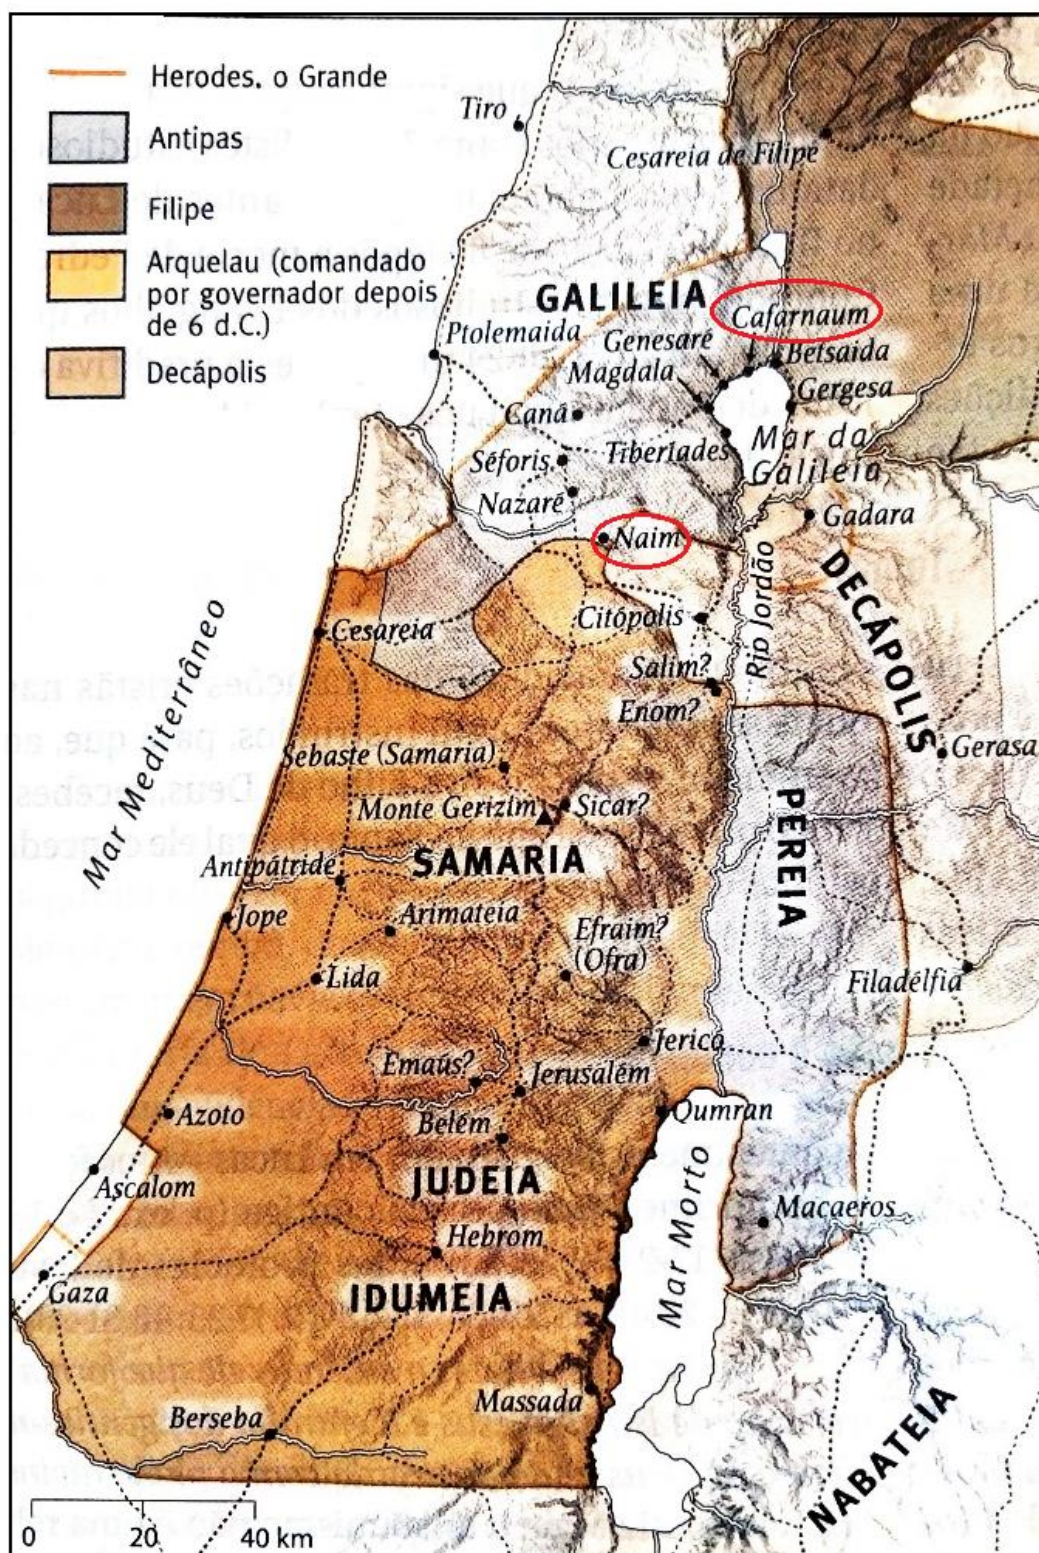 Herodes, o Grande
Antipas
Filipe
Arquelau (comandado
por governador depois
de 6 d.C.)
Decápolis
Tiro
Cesareia de Filipe
GALILEIA
Cafarnaum
Ptolemaida
Genesaré
Betsaida
Magdala
Gergesa
Caná
Mar da
Galileia
Séforis
Tiberíades
Nazaré
Gadara
Naim
DECÁPOLIS
Rio Jordão
Citópolis
Cesareia
Salim?
Enom?
Mar Mediterrâneo
Gerasa
Sebaste (Samaria)
Monte Gerizim
Sicar?
PEREIA
SAMARIA
Antipátride
Arimateia
Jope
Efraim?
(Ofra)
Lida
Filadélfia
Jericó
Emaús?
Jerusalém
Azoto
Qumran
Belém
Ascalom
JUDEIA
Mar Morto
Macaeros
Hebrom
Gaza
IDUMEIA
Massada
Berseba
NABATEIA
0 20 40 km